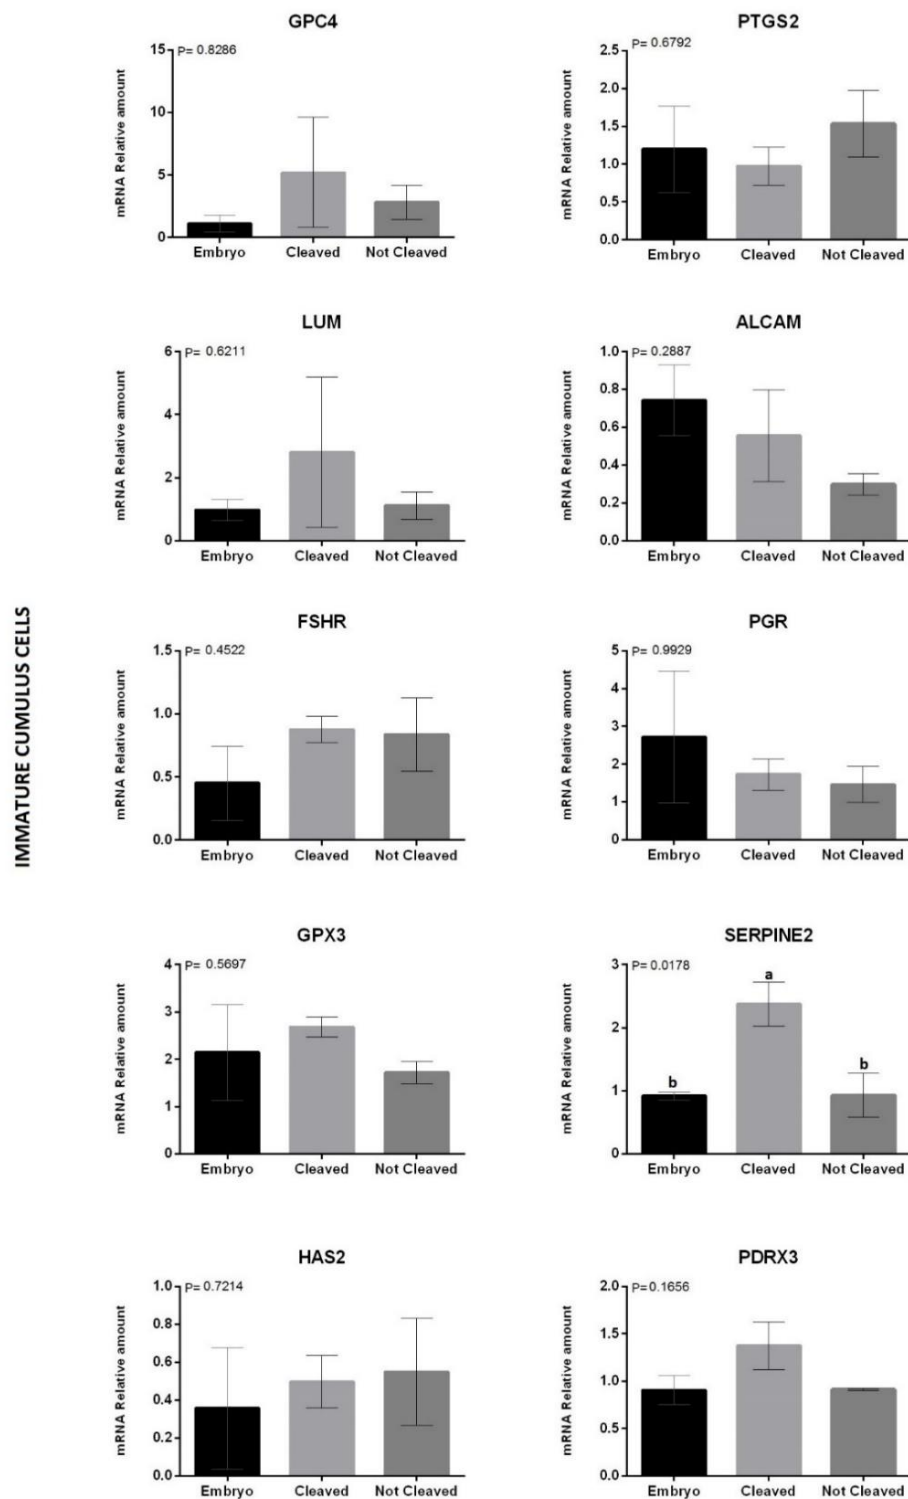 IMMATURE CUMULUS CELLS
GPC4
P= 0.8286
mRNA Relative amount
15
10
5
0
Embryo Cleaved Not Cleaved
PTGS2
P= 0.6792
mRNA Relative amount
2.5
2.0
1.5
1.0
0.5
0.0
Embryo Cleaved Not Cleaved
LUM
P= 0.6211
mRNA Relative amount
6
4
2
0
Embryo Cleaved Not Cleaved
ALCAM
P= 0.2887
mRNA Relative amount
1.0
0.8
0.6
0.4
0.2
0.0
Embryo Cleaved Not Cleaved
FSHR
P= 0.4522
mRNA Relative amount
1.5
1.0
0.5
0.0
Embryo Cleaved Not Cleaved
PGR
P= 0.9929
mRNA Relative amount
5
4
3
2
1
0
Embryo Cleaved Not Cleaved
GPX3
P= 0.5697
mRNA Relative amount
4
3
2
1
0
Embryo Cleaved Not Cleaved
SERPINE2
P= 0.0178
mRNA Relative amount
3
2
1
0
b a b
Embryo Cleaved Not Cleaved
HAS2
P= 0.7214
mRNA Relative amount
1.0
0.8
0.6
0.4
0.2
0.0
Embryo Cleaved Not Cleaved
PDRX3
P= 0.1656
mRNA Relative amount
2.0
1.5
1.0
0.5
0.0
Embryo Cleaved Not Cleaved